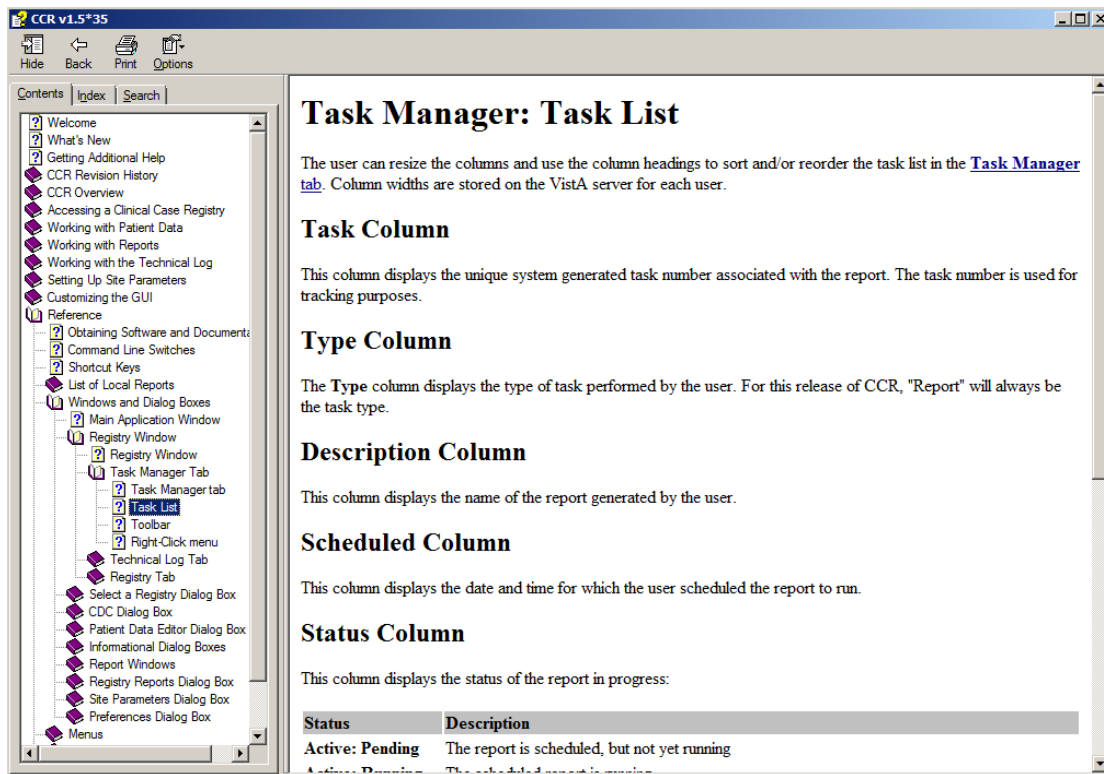 CCR v1.5*35
Hide Back Print Options
Contents Index Search
Welcome
What's New
Getting Additional Help
CCR Revision History
CCR Overview
Accessing a Clinical Case Registry
Working with Patient Data
Working with Reports
Working with the Technical Log
Setting Up Site Parameters
Customizing the GUI
Reference
Obtaining Software and Documenta
Command Line Switches
Shortcut Keys
List of Local Reports
Windows and Dialog Boxes
Main Application Window
Registry Window
Registry Window
Task Manager Tab
Task Manager tab
Task List
Toolbar
Right-Click menu
Technical Log Tab
Registry Tab
Select a Registry Dialog Box
CDC Dialog Box
Patient Data Editor Dialog Box
Informational Dialog Boxes
Report Windows
Registry Reports Dialog Box
Site Parameters Dialog Box
Preferences Dialog Box
Menus
Task Manager: Task List
The user can resize the columns and use the column headings to sort and/or reorder the task list in the Task Manager
tab. Column widths are stored on the VistA server for each user.
Task Column
This column displays the unique system generated task number associated with the report. The task number is used for
tracking purposes.
Type Column
The Type column displays the type of task performed by the user. For this release of CCR, "Report" will always be
the task type.
Description Column
This column displays the name of the report generated by the user.
Scheduled Column
This column displays the date and time for which the user scheduled the report to run.
Status Column
This column displays the status of the report in progress:
Status Description
Active: Pending The report is scheduled, but not yet running
Active: Running The scheduled report is running